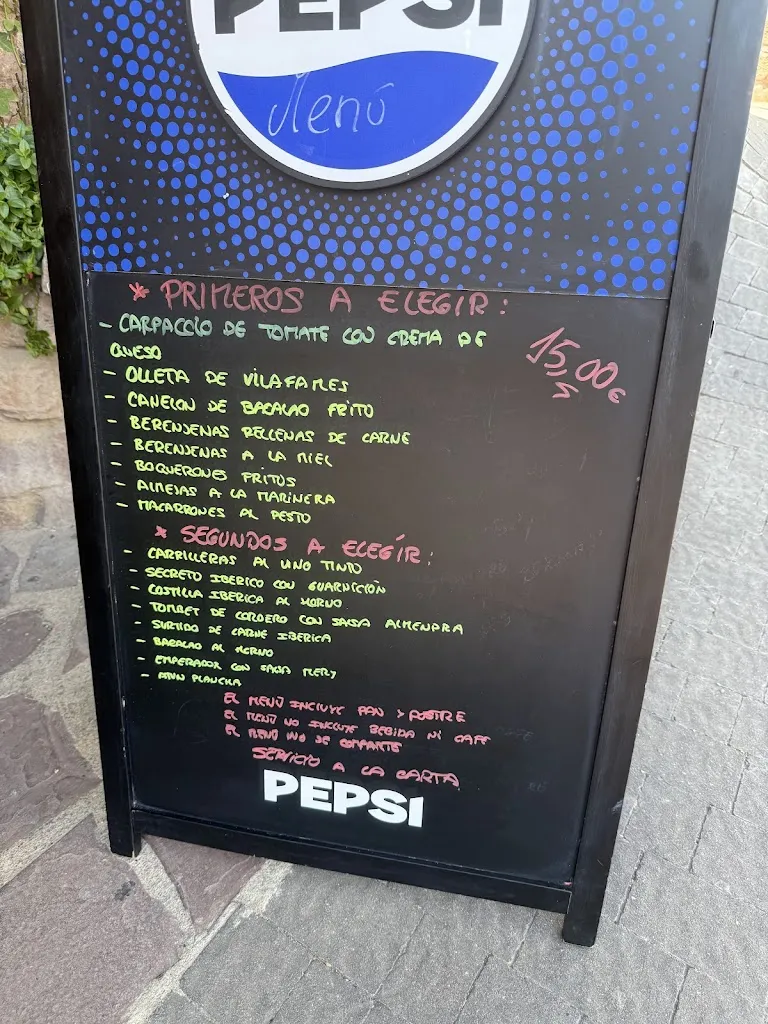 PEPSI
Menú
* PRIMEROS A ELEGIR:
- CARPACCIO DE TOMATE CON CREMA DE
QUESO
15,00€
- OLLETA DE VILAFAMES
- CANELON DE BACALAO FRITO
- BERENJENAS RELLENAS DE CARNE
- BERENJENAS A LA MIEL
- BOQUERONES FRITOS
- ALMEJAS A LA MARINERA
- MACARRONES AL PESTO
* SEGUNDOS A ELEGÍR:
- CARRILLERAS AL VINO TINTO
- SECRETO IBERICO CON GUARNICIÓN
- COSTILLA IBERICA AL HORNO
- TOMBET DE CORDERO CON SALSA ALMENDRA
- SURTIDO DE CARNE IBERICA
- BACALAO AL HORNO
- EMPERADOR CON SALSA MERY
- ATUN PLANCHA
EL MENÚ INCLUYE PAN Y POSTRE
EL MENÚ NO INCLUYE BEBIDA NI CAFE
EL MENÚ NO SE COMPARTE
SERVICIO A LA CARTA
PEPSI